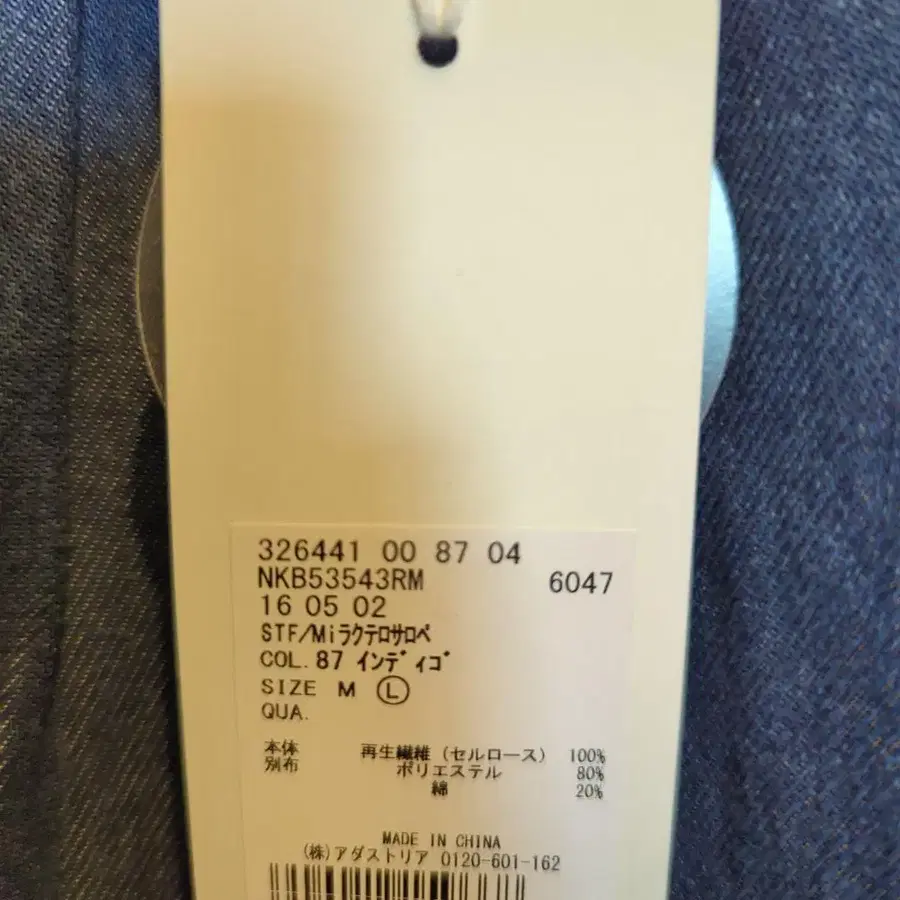 326441 00 87 04
NKB53543RM 6047
16 05 02
STF/Miラクテロサロペ
COL. 87 インディゴ
SIZE M Ⓛ
QUA.
本体 再生繊維 (セルロース) 100%
別布 ポリエステル 80%
綿 20%
MADE IN CHINA
(株)アダストリア 0120-601-162